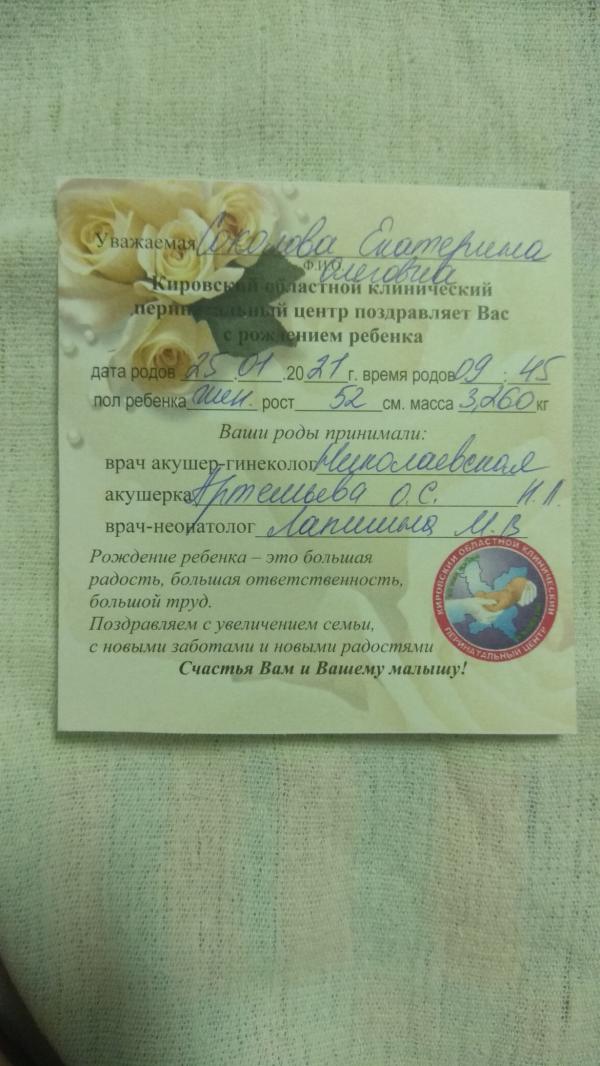 Уважаемая Соколова Екатерина
Ф.И.О.
Олеговна
Кировский областной клинический
перинатальный центр поздравляет Вас
с рождением ребенка
дата родов 25.01.2021 г. время родов 09:45
пол ребенка жен. рост 52 см. масса 3,260 кг
Ваши роды принимали:
врач акушер-гинеколог Николаевская
акушерка Артемьева О.С. Н.Л.
врач-неонатолог Лапшина М.В
Рождение ребенка – это большая
радость, большая ответственность,
большой труд.
Поздравляем с увеличением семьи,
с новыми заботами и новыми радостями
Счастья Вам и Вашему малышу!
КИРОВСКИЙ ОБЛАСТНОЙ КЛИНИЧЕСКИЙ
ПЕРИНАТАЛЬНЫЙ ЦЕНТР